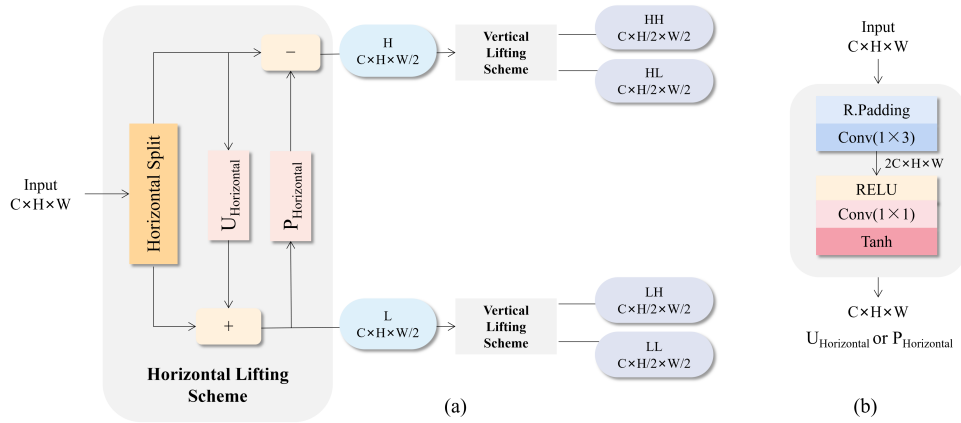 Input
C×H×W
Horizontal Split
U_Horizontal
P_Horizontal
−
+
Horizontal Lifting
Scheme
H
C×H×W/2
L
C×H×W/2
Vertical
Lifting
Scheme
Vertical
Lifting
Scheme
HH
C×H/2×W/2
HL
C×H/2×W/2
LH
C×H/2×W/2
LL
C×H/2×W/2
(a)
Input
C×H×W
R.Padding
Conv(1×3)
2C×H×W
RELU
Conv(1×1)
Tanh
C×H×W
U_Horizontal or P_Horizontal
(b)